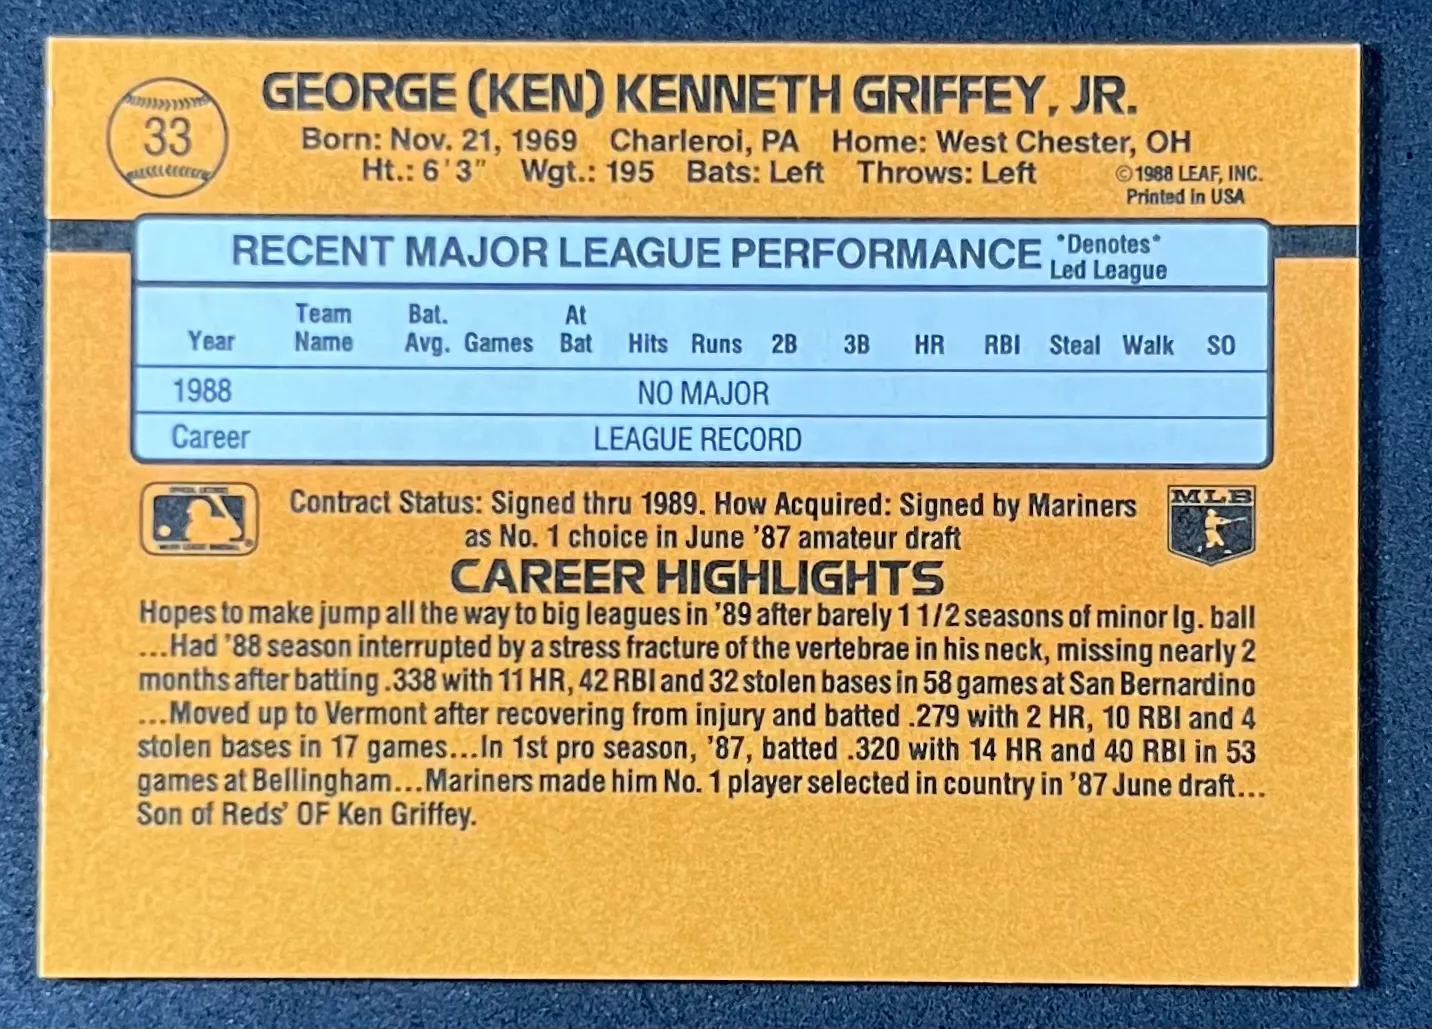 33
GEORGE (KEN) KENNETH GRIFFEY, JR.
Born: Nov. 21, 1969 Charleroi, PA Home: West Chester, OH
Ht.: 6'3" Wgt.: 195 Bats: Left Throws: Left
©1988 LEAF, INC.
Printed in USA
RECENT MAJOR LEAGUE PERFORMANCE
*Denotes*
Led League
Year Team Name Bat. Avg. Games At Bat Hits Runs 2B 3B HR RBI Steal Walk SO
1988 NO MAJOR
Career LEAGUE RECORD
Contract Status: Signed thru 1989. How Acquired: Signed by Mariners
as No. 1 choice in June '87 amateur draft
MLB
CAREER HIGHLIGHTS
Hopes to make jump all the way to big leagues in '89 after barely 1 1/2 seasons of minor lg. ball
...Had '88 season interrupted by a stress fracture of the vertebrae in his neck, missing nearly 2
months after batting .338 with 11 HR, 42 RBI and 32 stolen bases in 58 games at San Bernardino
...Moved up to Vermont after recovering from injury and batted .279 with 2 HR, 10 RBI and 4
stolen bases in 17 games...In 1st pro season, '87, batted .320 with 14 HR and 40 RBI in 53
games at Bellingham...Mariners made him No. 1 player selected in country in '87 June draft...
Son of Reds' OF Ken Griffey.